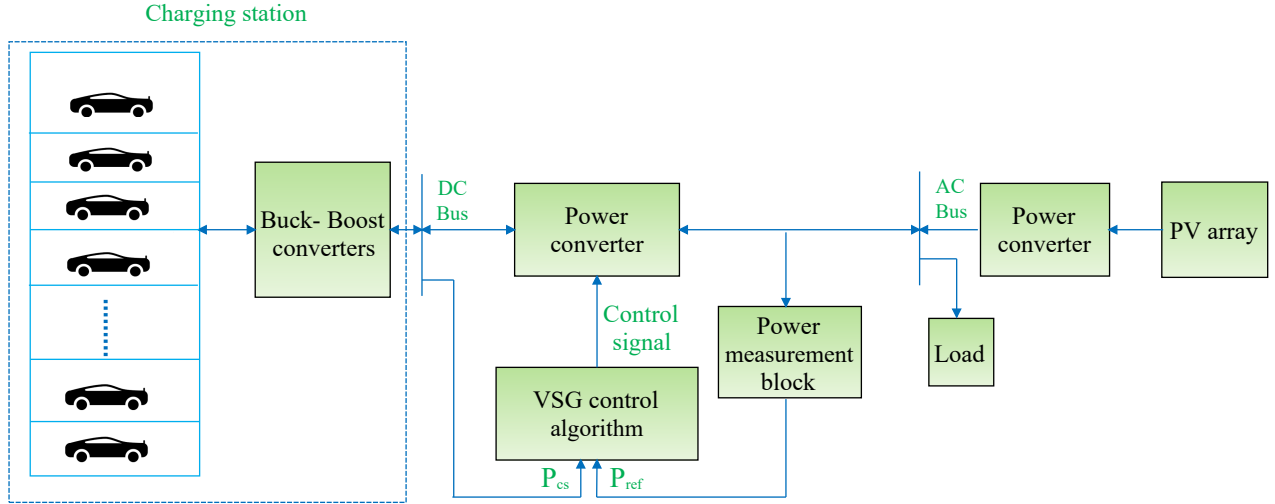 Charging station
Buck- Boost
converters
DC
Bus
Power
converter
AC
Bus
Power
converter
PV array
Control
signal
Power
measurement
block
Load
VSG control
algorithm
Pcs
Pref